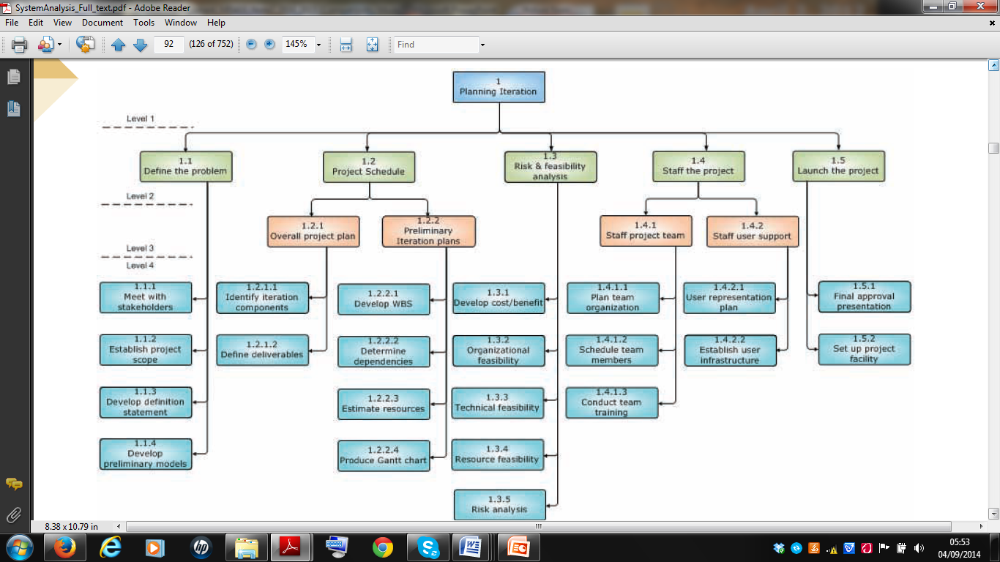 SystemAnalysis_Full_text.pdf - Adobe Reader
File Edit View Document Tools Window Help
92 (126 of 752) 145% Find
1
Planning Iteration
Level 1
1.1
Define the problem
1.2
Project Schedule
1.3
Risk & feasibility
analysis
1.4
Staff the project
1.5
Launch the project
Level 2
1.2.1
Overall project plan
1.2.2
Preliminary
Iteration plans
1.4.1
Staff project team
1.4.2
Staff user support
Level 3
Level 4
1.1.1
Meet with
stakeholders
1.2.1.1
Identify iteration
components
1.2.2.1
Develop WBS
1.3.1
Develop cost/benefit
1.4.1.1
Plan team
organization
1.4.2.1
User representation
plan
1.5.1
Final approval
presentation
1.1.2
Establish project
scope
1.2.1.2
Define deliverables
1.2.2.2
Determine
dependencies
1.3.2
Organizational
feasibility
1.4.1.2
Schedule team
members
1.4.2.2
Establish user
infrastructure
1.5.2
Set up project
facility
1.1.3
Develop definition
statement
1.2.2.3
Estimate resources
1.3.3
Technical feasibility
1.4.1.3
Conduct team
training
1.1.4
Develop
preliminary models
1.2.2.4
Produce Gantt chart
1.3.4
Resource feasibility
1.3.5
Risk analysis
8.38 x 10.79 in
hp
05:53
04/09/2014